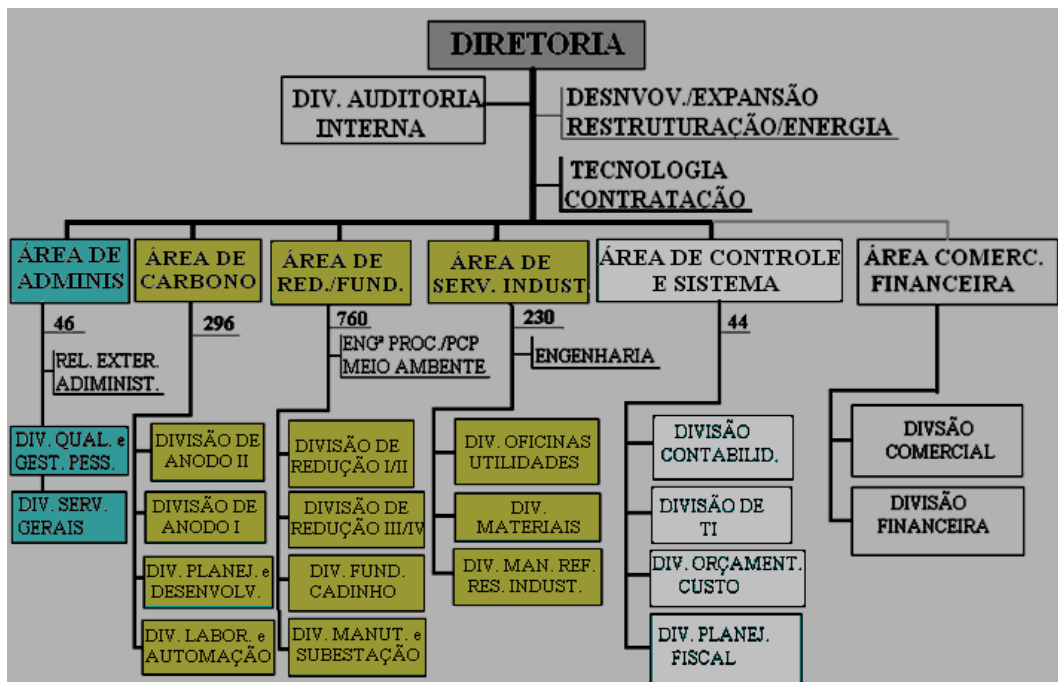 DIRETORIA
DIV. AUDITORIA
INTERNA
DESNVOV./EXPANSÃO
RESTRUTURAÇÃO/ENERGIA
TECNOLOGIA
CONTRATAÇÃO
ÁREA DE
ADMINIS
ÁREA DE
CARBONO
ÁREA DE
RED./FUND.
ÁREA DE
SERV. INDUST
ÁREA DE CONTROLE
E SISTEMA
ÁREA COMERC.
FINANCEIRA
46
296
760
230
44
REL. EXTER.
ADIMINIST.
ENGª PROC./PCP
MEIO AMBENTE
ENGENHARIA
DIV. QUAL. e
GEST. PESS.
DIV. SERV.
GERAIS
DIVISÃO DE
ANODO II
DIVISÃO DE
ANODO I
DIV. PLANEJ. e
DESENVOLV.
DIV. LABOR. e
AUTOMAÇÃO
DIVISÃO DE
REDUÇÃO I/II
DIVISÃO DE
REDUÇÃO III/IV
DIV. FUND.
CADINHO
DIV. MANUT. e
SUBESTAÇÃO
DIV. OFICINAS
UTILIDADES
DIV.
MATERIAIS
DIV. MAN. REF.
RES. INDUST.
DIVISÃO
CONTABILID.
DIVISÃO DE
TI
DIV. ORÇAMENT.
CUSTO
DIV. PLANEJ.
FISCAL
DIVSÃO
COMERCIAL
DIVISÃO
FINANCEIRA